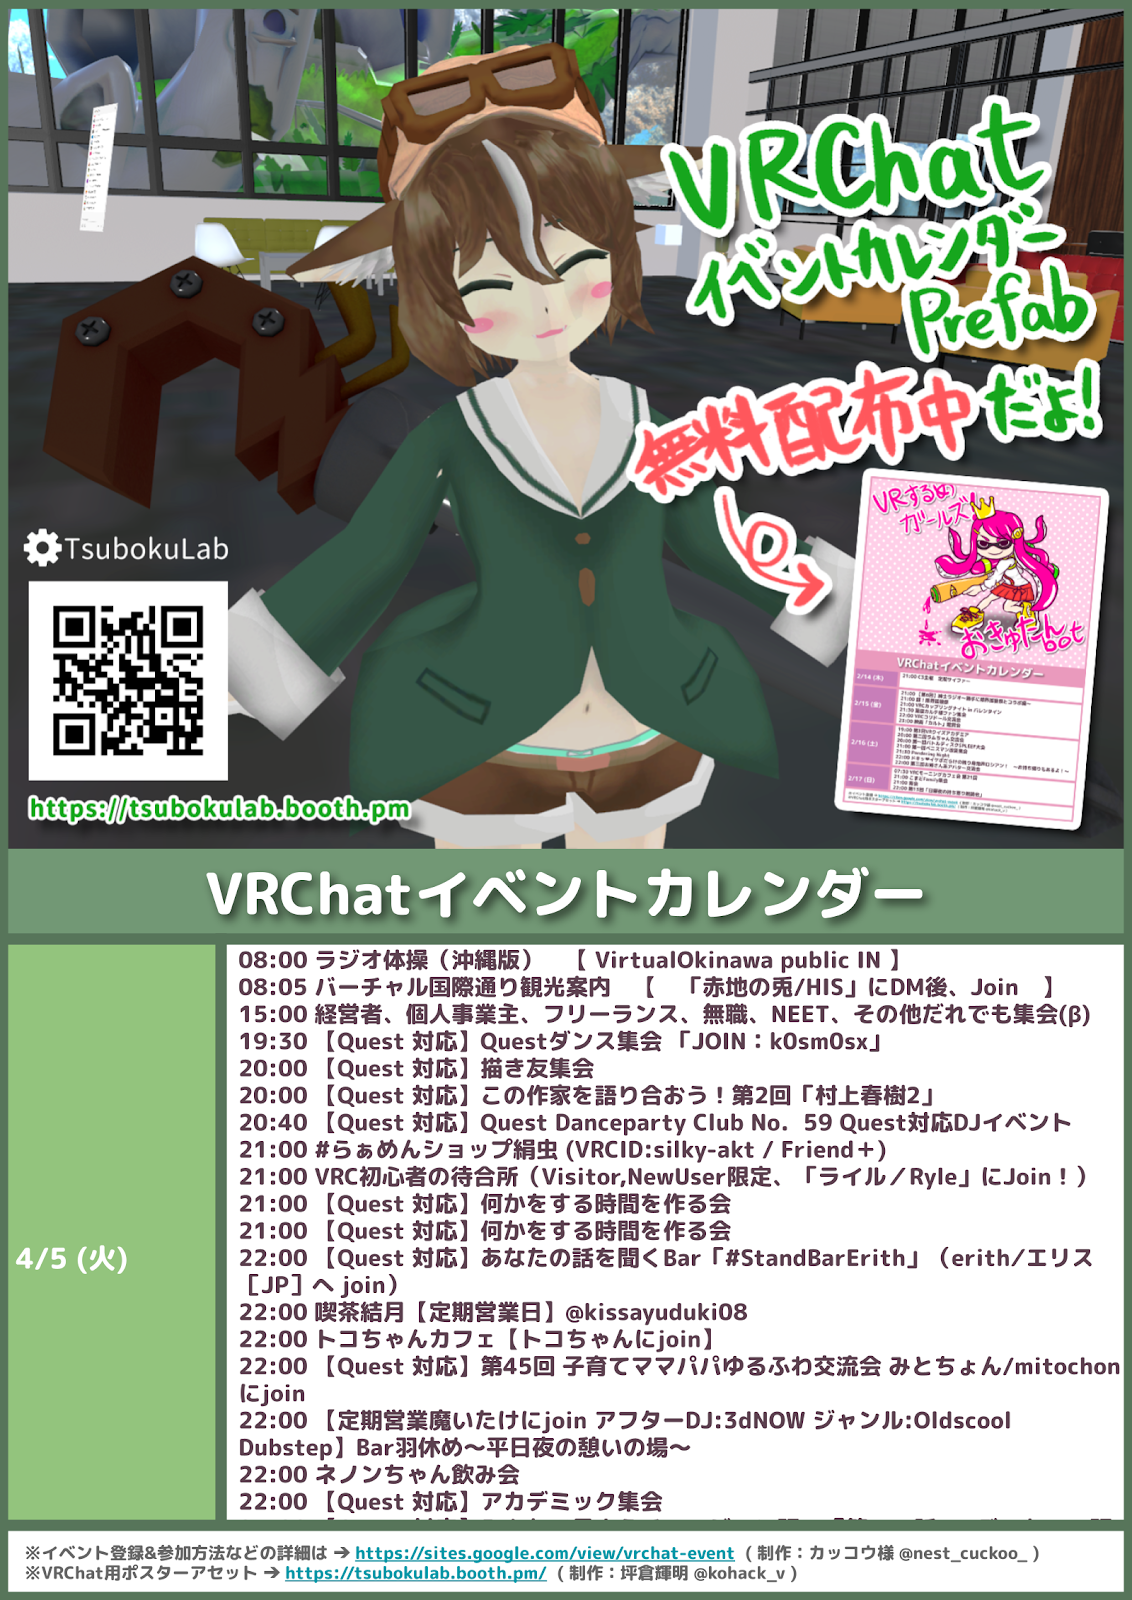 VRChat
イベントカレンダー
Prefab
無料配布中だよ!
VRするめ
ガールズ
おきゅたんbot
VRChatイベントカレンダー
2/14 (木)
2/15 (金)
2/16 (土)
2/17 (日)
TsubokuLab
https://tsubokulab.booth.pm
VRChatイベントカレンダー
4/5 (火)
08:00 ラジオ体操（沖縄版）　【 VirtualOkinawa public IN 】
08:05 バーチャル国際通り観光案内　【　「赤地の兎/HIS」にDM後、Join　】
15:00 経営者、個人事業主、フリーランス、無職、NEET、その他だれでも集会(β)
19:30 【Quest 対応】Questダンス集会 「JOIN：k0sm0sx」
20:00 【Quest 対応】描き友集会
20:00 【Quest 対応】この作家を語り合おう！第2回「村上春樹2」
20:40 【Quest 対応】Quest Danceparty Club No．59 Quest対応DJイベント
21:00 #らぁめんショップ絹虫 (VRCID:silky-akt / Friend＋)
21:00 VRC初心者の待合所（Visitor,NewUser限定、「ライル／Ryle」にJoin！）
21:00 【Quest 対応】何かをする時間を作る会
21:00 【Quest 対応】何かをする時間を作る会
22:00 【Quest 対応】あなたの話を聞くBar「#StandBarErith」（erith/エリス
［JP］へ join）
22:00 喫茶結月【定期営業日】@kissayuduki08
22:00 トコちゃんカフェ【トコちゃんにjoin】
22:00 【Quest 対応】第45回 子育てママパパゆるふわ交流会 みとちょん/mitochon
にjoin
22:00 【定期営業魔いたけにjoin アフターDJ:3dNOW ジャンル:Oldscool
Dubstep】Bar羽休め～平日夜の憩いの場～
22:00 ネノンちゃん飲み会
22:00 【Quest 対応】アカデミック集会
※イベント登録&参加方法などの詳細は ➔ https://sites.google.com/view/vrchat-event ( 制作：カッコウ様 @nest_cuckoo_ )
※VRChat用ポスターアセット ➔ https://tsubokulab.booth.pm/ ( 制作：坪倉輝明 @kohack_v )